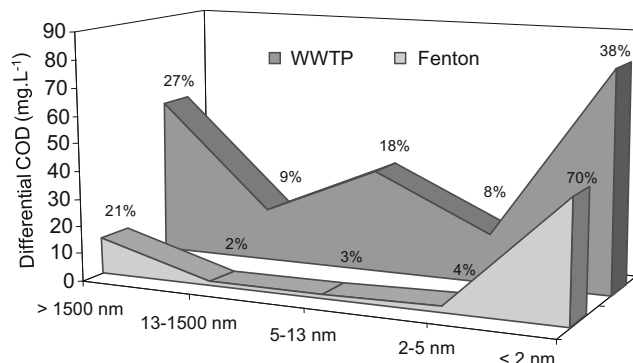 Differential COD (mg.L-1)
90
80
70
60
50
40
30
20
10
0
WWTP Fenton
27%
9%
18%
8%
38%
21%
2%
3%
4%
70%
> 1500 nm
13-1500 nm
5-13 nm
2-5 nm
< 2 nm